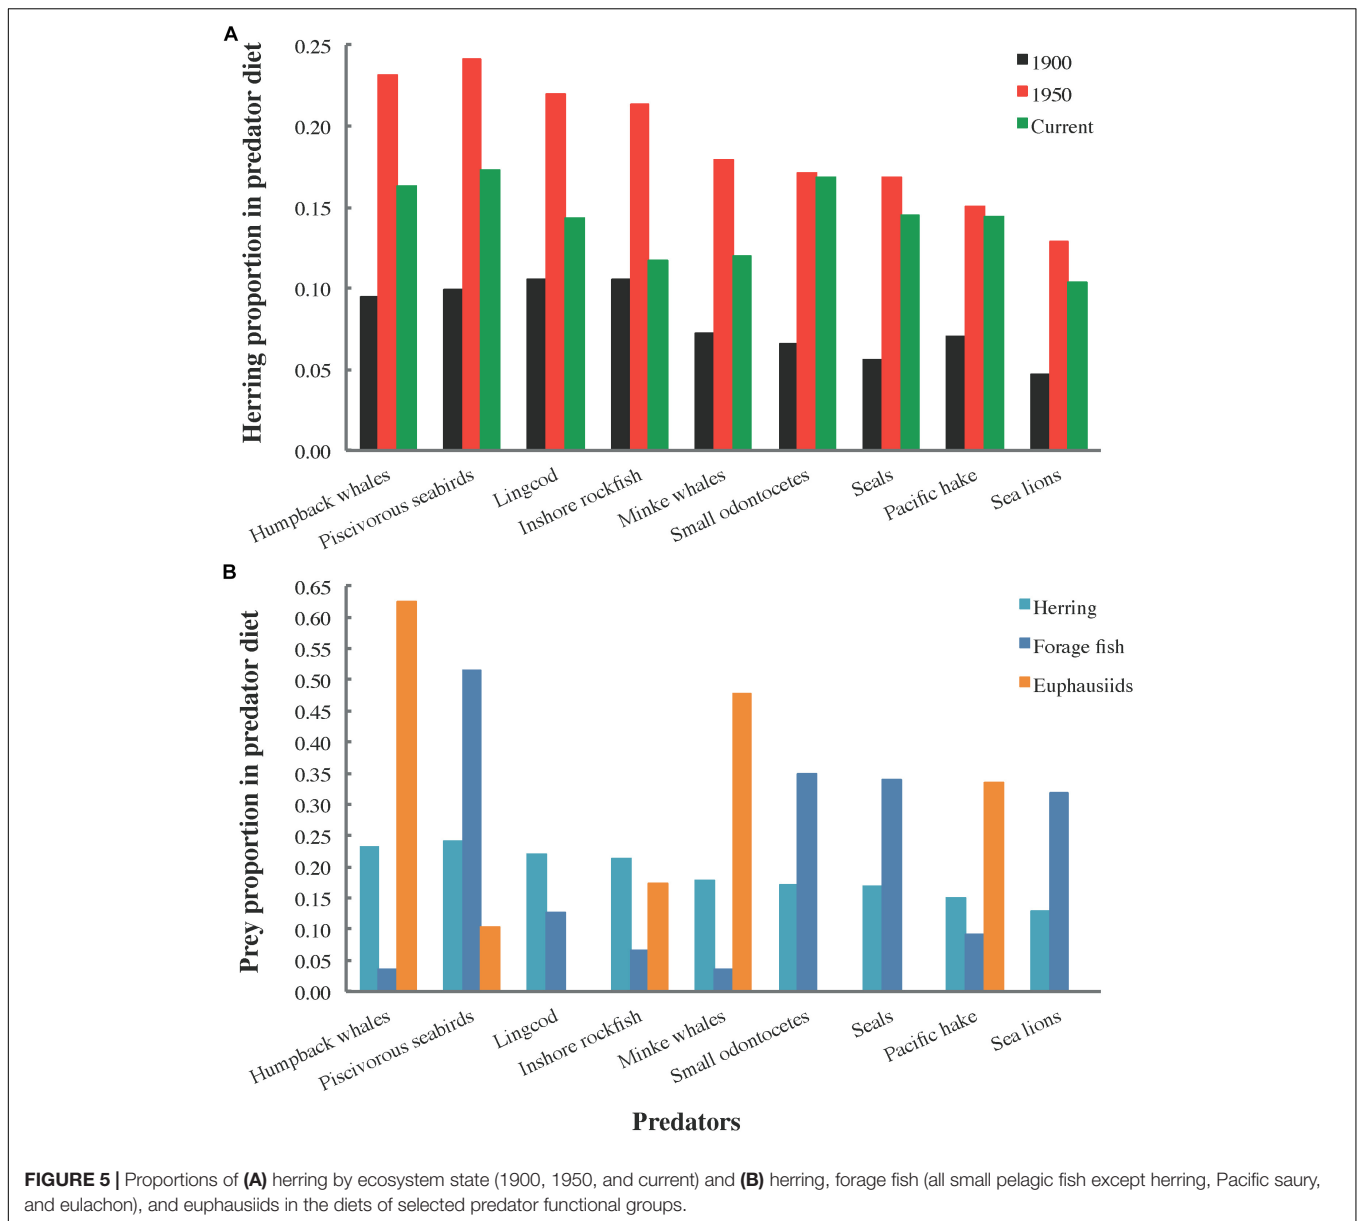 A
Herring proportion in predator diet
0.25
0.20
0.15
0.10
0.05
0.00
1900
1950
Current
Humpback whales
Piscivorous seabirds
Lingcod
Inshore rockfish
Minke whales
Small odontocetes
Seals
Pacific hake
Sea lions
B
Prey proportion in predator diet
0.65
0.60
0.55
0.50
0.45
0.40
0.35
0.30
0.25
0.20
0.15
0.10
0.05
0.00
Herring
Forage fish
Euphausiids
Humpback whales
Piscivorous seabirds
Lingcod
Inshore rockfish
Minke whales
Small odontocetes
Seals
Pacific hake
Sea lions
Predators
FIGURE 5 | Proportions of (A) herring by ecosystem state (1900, 1950, and current) and (B) herring, forage fish (all small pelagic fish except herring, Pacific saury,
and eulachon), and euphausiids in the diets of selected predator functional groups.